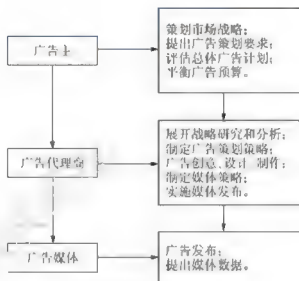 广告主
策划市场战略;
提出广告策划要求;
评估总体广告计划;
平衡广告预算。
广告代理
展开战略研究和分析;
制定广告策划策略;
广告创意、设计 制作;
制定媒体策略;
实施媒体发布。
广告媒体
广告发布;
提出媒体数据。